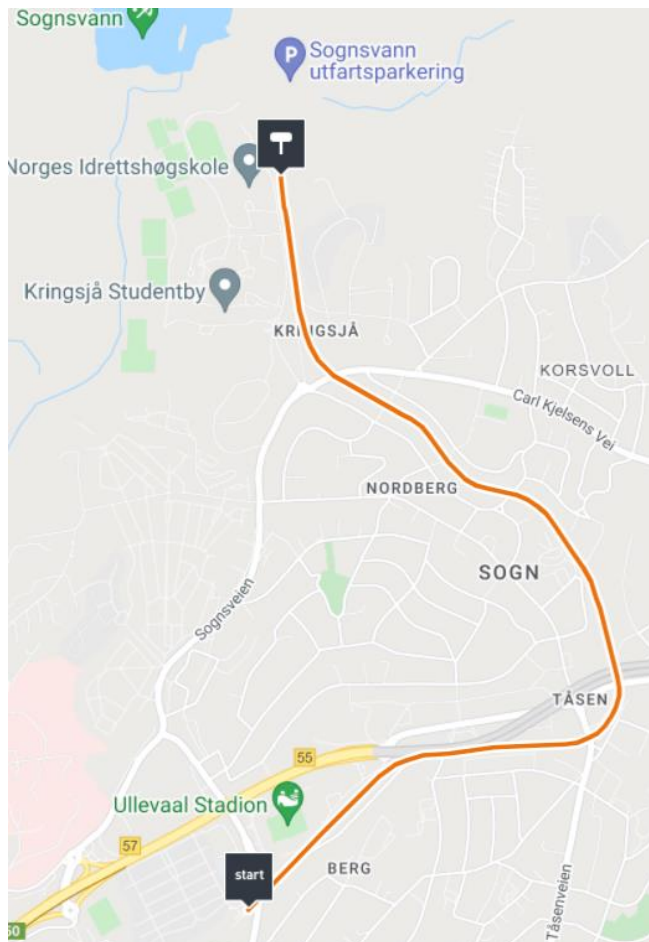 Sognsvann
Sognsvann
utfartsparkering
Norges Idrettshøgskole
Kringsjå Studentby
KRINGSJÅ
KORSVOLL
Carl Kjelsens Vei
NORDBERG
SOGN
Sognsveien
TÅSEN
55
Ullevaal Stadion
57
start
BERG
Tåsenveien
50